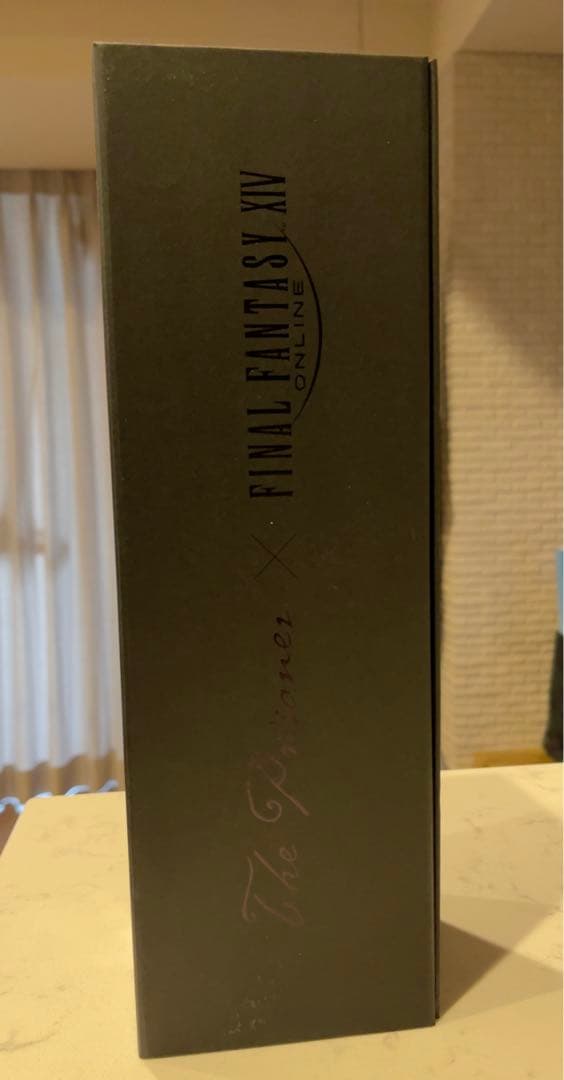 The Prisoner × FINAL FANTASY XIV
ONLINE